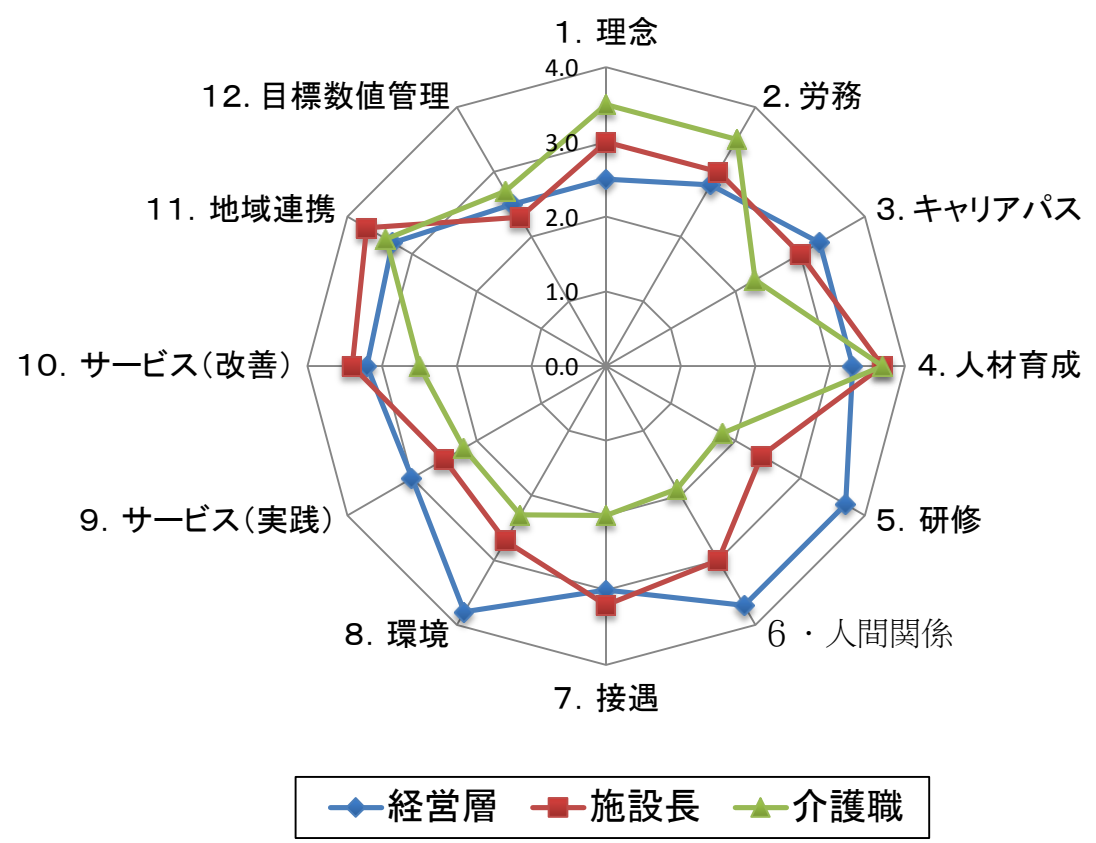 1. 理念
4.0
12. 目標数値管理
2. 労務
3.0
11. 地域連携
3. キャリアパス
2.0
1.0
10. サービス(改善)
0.0
4. 人材育成
9. サービス(実践)
5. 研修
8. 環境
6・人間関係
7. 接遇
経営層 施設長 介護職